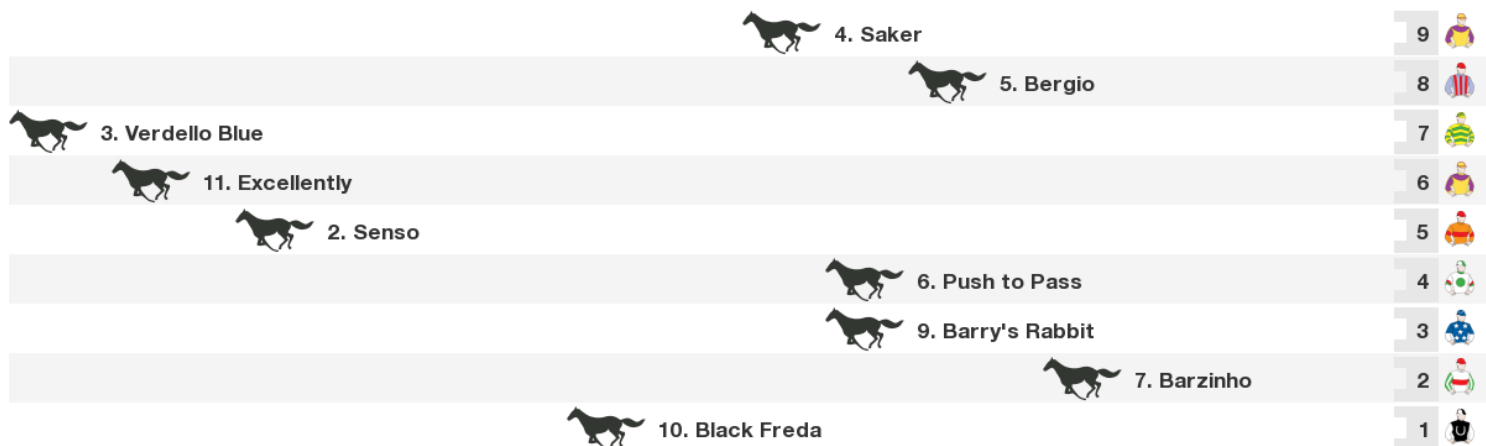 4. Saker 9
5. Bergio 8
3. Verdello Blue 7
11. Excellently 6
2. Senso 5
6. Push to Pass 4
9. Barry's Rabbit 3
7. Barzinho 2
10. Black Freda 1